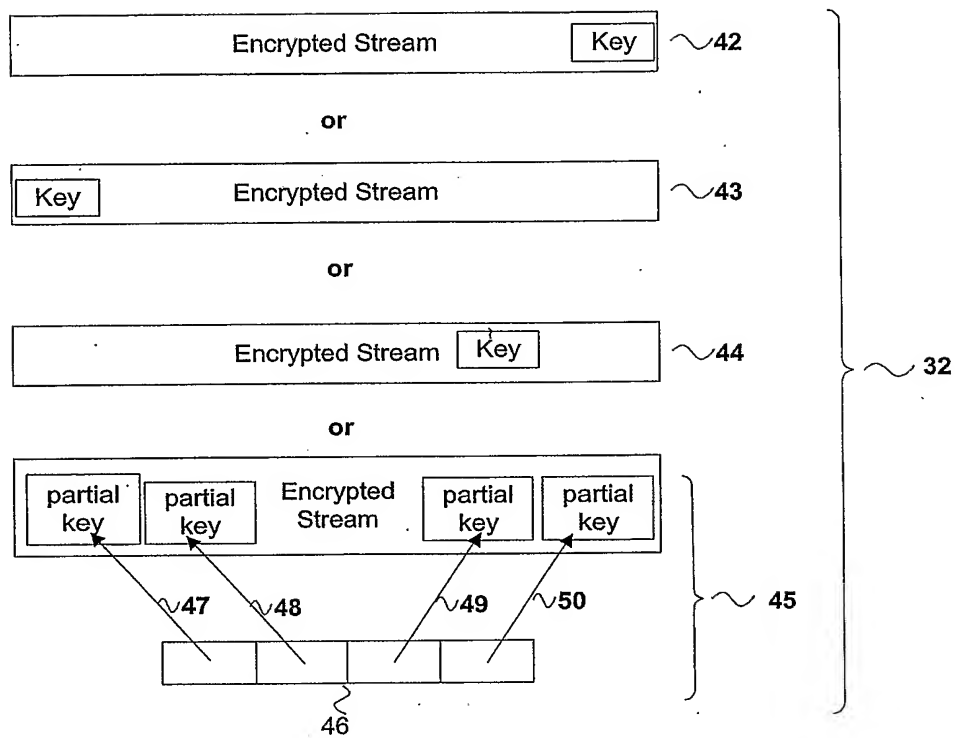 Encrypted Stream Key 42
or
Key Encrypted Stream 43
or
Encrypted Stream Key 44
32
or
partial key
partial key
Encrypted Stream
partial key
partial key
47 48 49 50
45
46